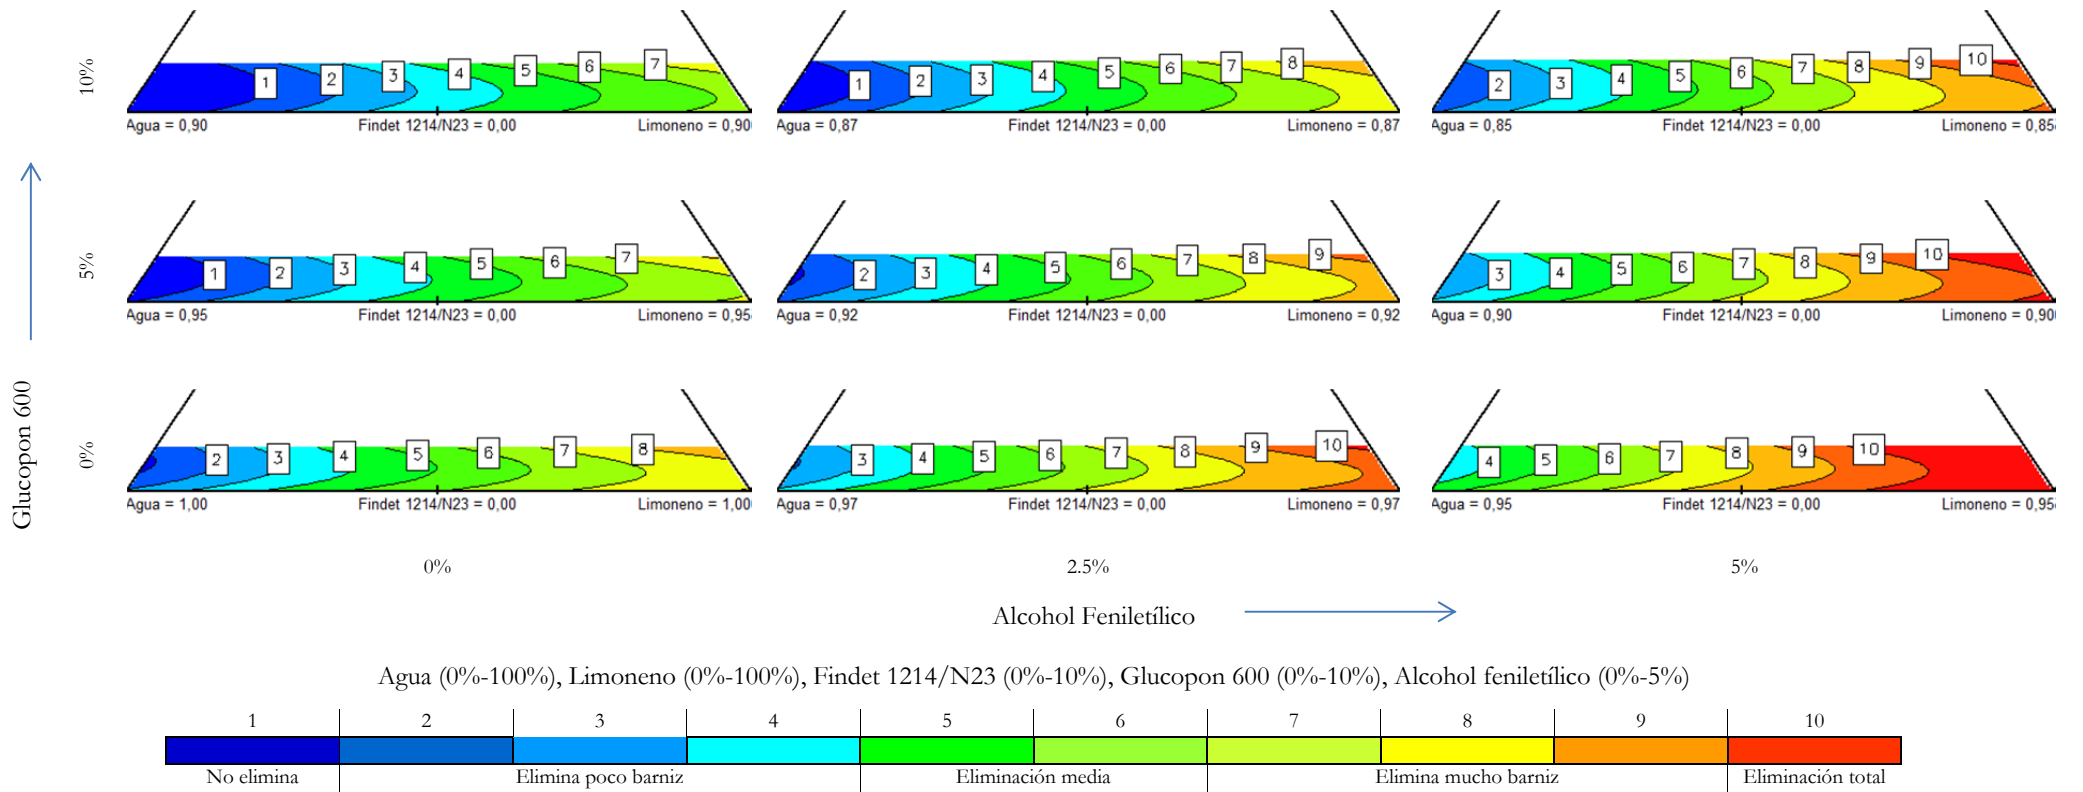 10%
1 2 3 4 5 6 7
Agua = 0,90 Findet 1214/N23 = 0,00 Limoneno = 0,90
1 2 3 4 5 6 7 8
Agua = 0,87 Findet 1214/N23 = 0,00 Limoneno = 0,87
2 3 4 5 6 7 8 9 10
Agua = 0,85 Findet 1214/N23 = 0,00 Limoneno = 0,85
5%
1 2 3 4 5 6 7
Agua = 0,95 Findet 1214/N23 = 0,00 Limoneno = 0,95
2 3 4 5 6 7 8 9
Agua = 0,92 Findet 1214/N23 = 0,00 Limoneno = 0,92
3 4 5 6 7 8 9 10
Agua = 0,90 Findet 1214/N23 = 0,00 Limoneno = 0,90
Glucopon 600
0%
2 3 4 5 6 7 8
Agua = 1,00 Findet 1214/N23 = 0,00 Limoneno = 1,00
3 4 5 6 7 8 9 10
Agua = 0,97 Findet 1214/N23 = 0,00 Limoneno = 0,97
4 5 6 7 8 9 10
Agua = 0,95 Findet 1214/N23 = 0,00 Limoneno = 0,95
0% 2.5% 5%
Alcohol Feniletílico
Agua (0%-100%), Limoneno (0%-100%), Findet 1214/N23 (0%-10%), Glucopon 600 (0%-10%), Alcohol feniletílico (0%-5%)
1 2 3 4 5 6 7 8 9 10
No elimina Elimina poco barniz Eliminación media Elimina mucho barniz Eliminación total